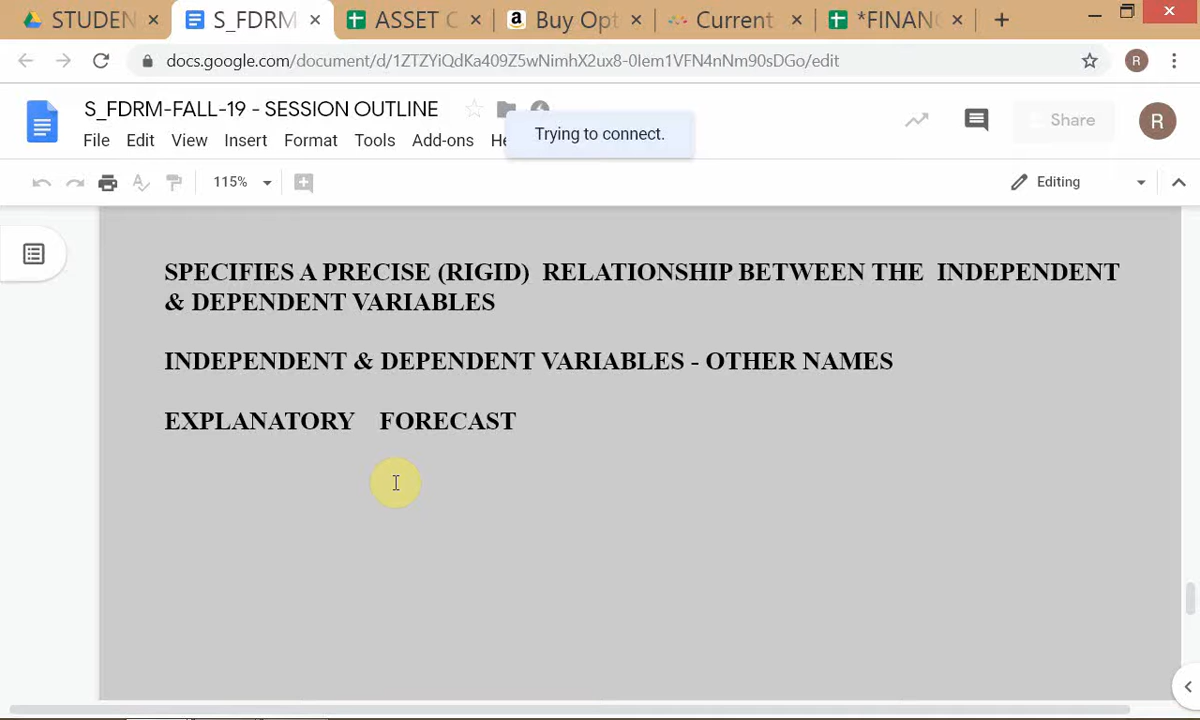 STUDEN
S_FDRM
ASSET C
Buy Opt
Current
*FINANC
docs.google.com/document/d/1ZTZYiQdKa409Z5wNimhX2ux8-0lem1VFN4nNm90sDGo/edit
R
S_FDRM-FALL-19 - SESSION OUTLINE
File Edit View Insert Format Tools Add-ons He
Trying to connect.
Share
R
115%
Editing
SPECIFIES A PRECISE (RIGID) RELATIONSHIP BETWEEN THE INDEPENDENT
& DEPENDENT VARIABLES
INDEPENDENT & DEPENDENT VARIABLES - OTHER NAMES
EXPLANATORY FORECAST